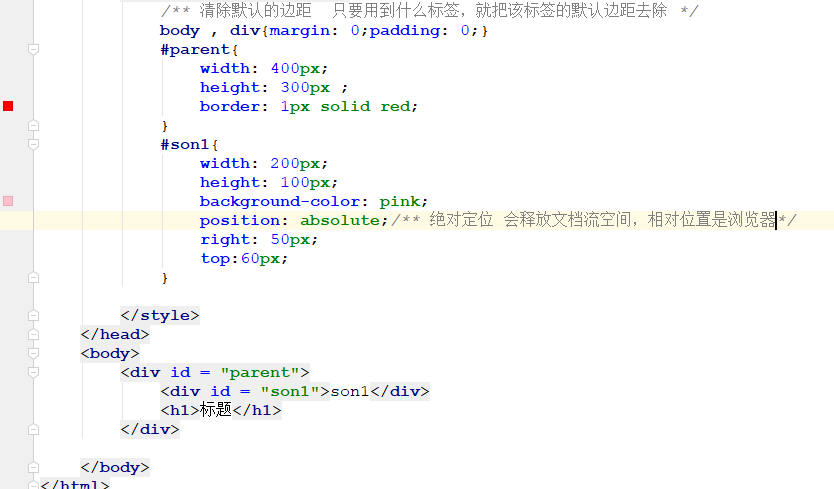 /** 清除默认的边距  只要用到什么标签，就把该标签的默认边距去除 */
body , div{margin: 0;padding: 0;}
#parent{
width: 400px;
height: 300px ;
border: 1px solid red;
}
#son1{
width: 200px;
height: 100px;
background-color: pink;
position: absolute;/** 绝对定位 会释放文档流空间，相对位置是浏览器*/
right: 50px;
top:60px;
}
</style>
</head>
<body>
<div id = "parent">
<div id = "son1">son1</div>
<h1>标题</h1>
</div>
</body>
</html>